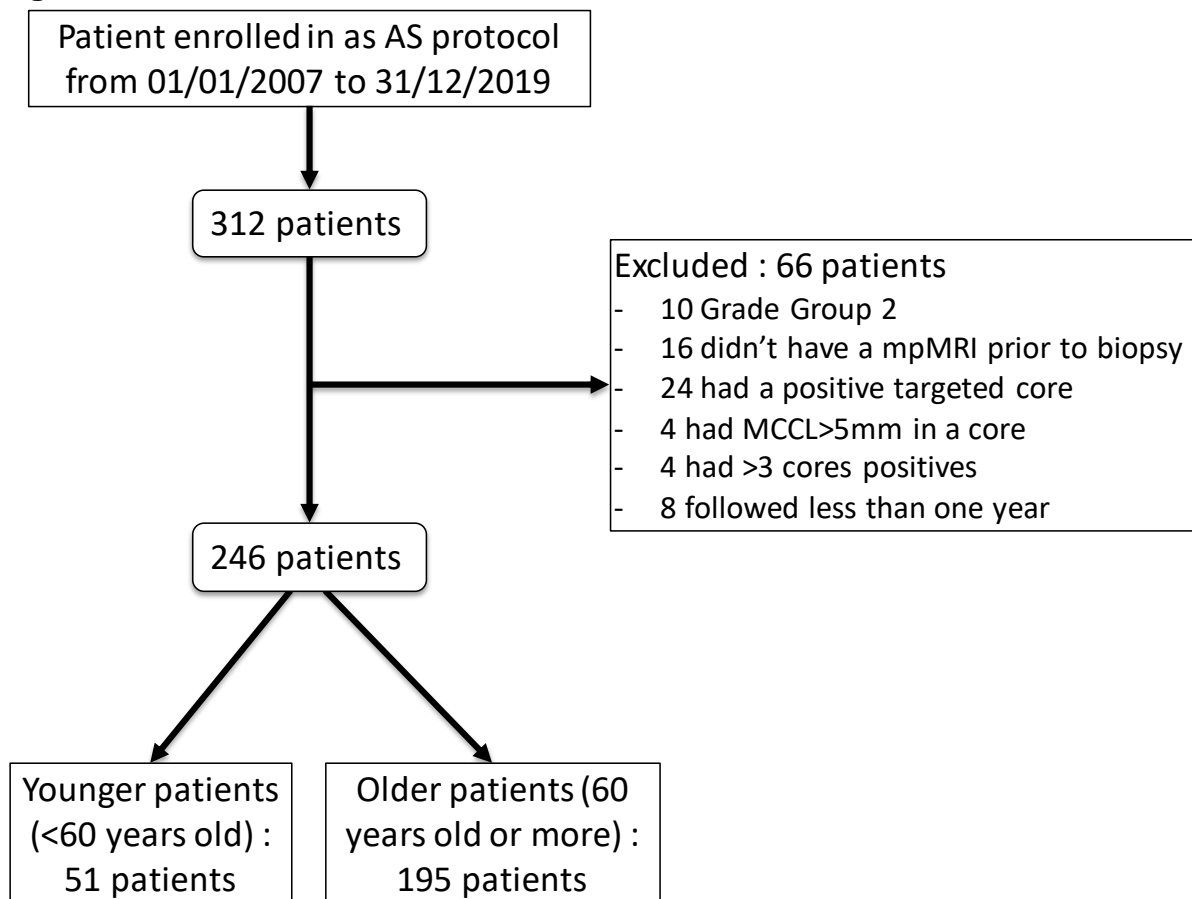 Patient enrolled in as AS protocol
from 01/01/2007 to 31/12/2019
312 patients
Excluded : 66 patients
- 10 Grade Group 2
- 16 didn’t have a mpMRI prior to biopsy
- 24 had a positive targeted core
- 4 had MCCL>5mm in a core
- 4 had >3 cores positives
- 8 followed less than one year
246 patients
Younger patients
(<60 years old) :
51 patients
Older patients (60
years old or more) :
195 patients